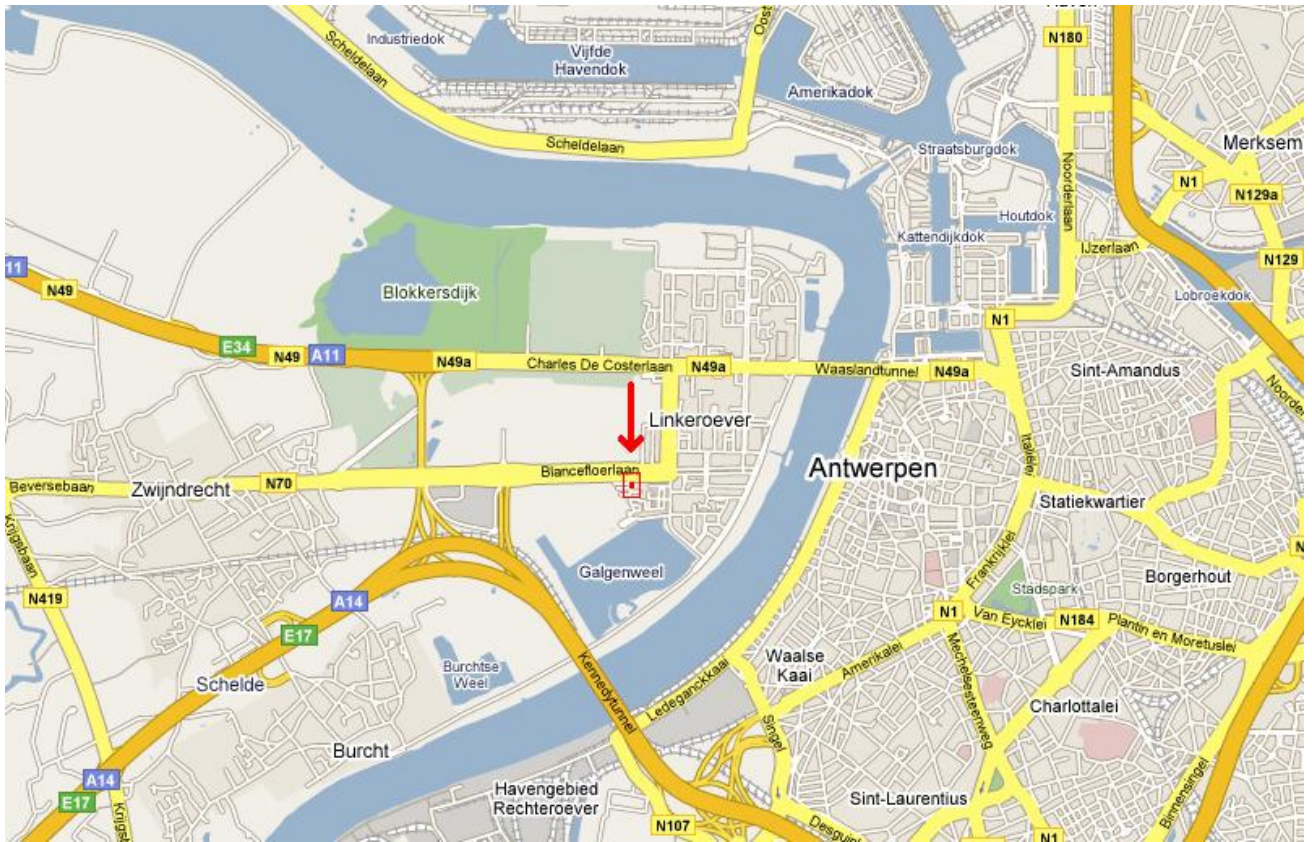 Industriedok
Vijfde
Havendok
Scheldelaan
Amerikadok
N180
Scheldelaan
Straatsburgdok
Merksem
Noorderlaan
N1
N129a
Houtdok
Kattendijkdok
IJzerlaan
N129
11
N49
Blokkersdijk
Lobroekdok
N1
E34
N49
A11
N49a
Charles De Costerlaan
N49a
Waaslandtunnel
N49a
Sint-Amandus
Linkeroever
Italiëlei
Antwerpen
Blancefloerlaan
Beversebaan
Zwijndrecht
N70
Statiekwartier
Krijgsbaan
Frankrijklei
Galgenweel
Stadspark
Borgerhout
N419
A14
N1
Van Eycklei
N184
Plantin en Moretuslei
E17
Burchtse
Weel
Kennedytunnel
Waalse
Kaai
Amerikalei
Mechelsesteenweg
Schelde
Ledeganckkaai
Charlottalei
Singel
Burcht
Binnensingel
A14
E17
Havengebied
Rechteroever
Sint-Laurentius
N107
N1